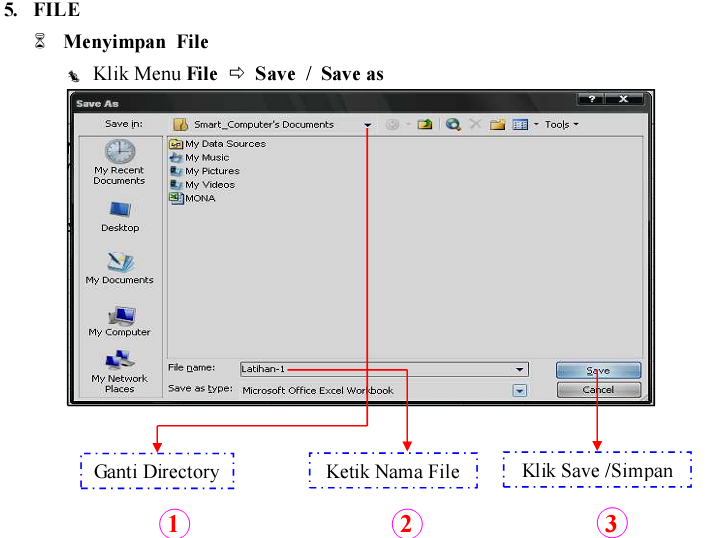 5. FILE
Menyimpan File
Klik Menu File ⇨ Save / Save as
Save As
? X
Save in:
Smart_Computer's Documents
Tools
My Data Sources
My Music
My Pictures
My Videos
MONA
My Recent
Documents
Desktop
My Documents
My Computer
My Network
Places
File name:
Latihan-1
Save
Save as type:
Microsoft Office Excel Workbook
Cancel
Ganti Directory
Ketik Nama File
Klik Save /Simpan
1
2
3